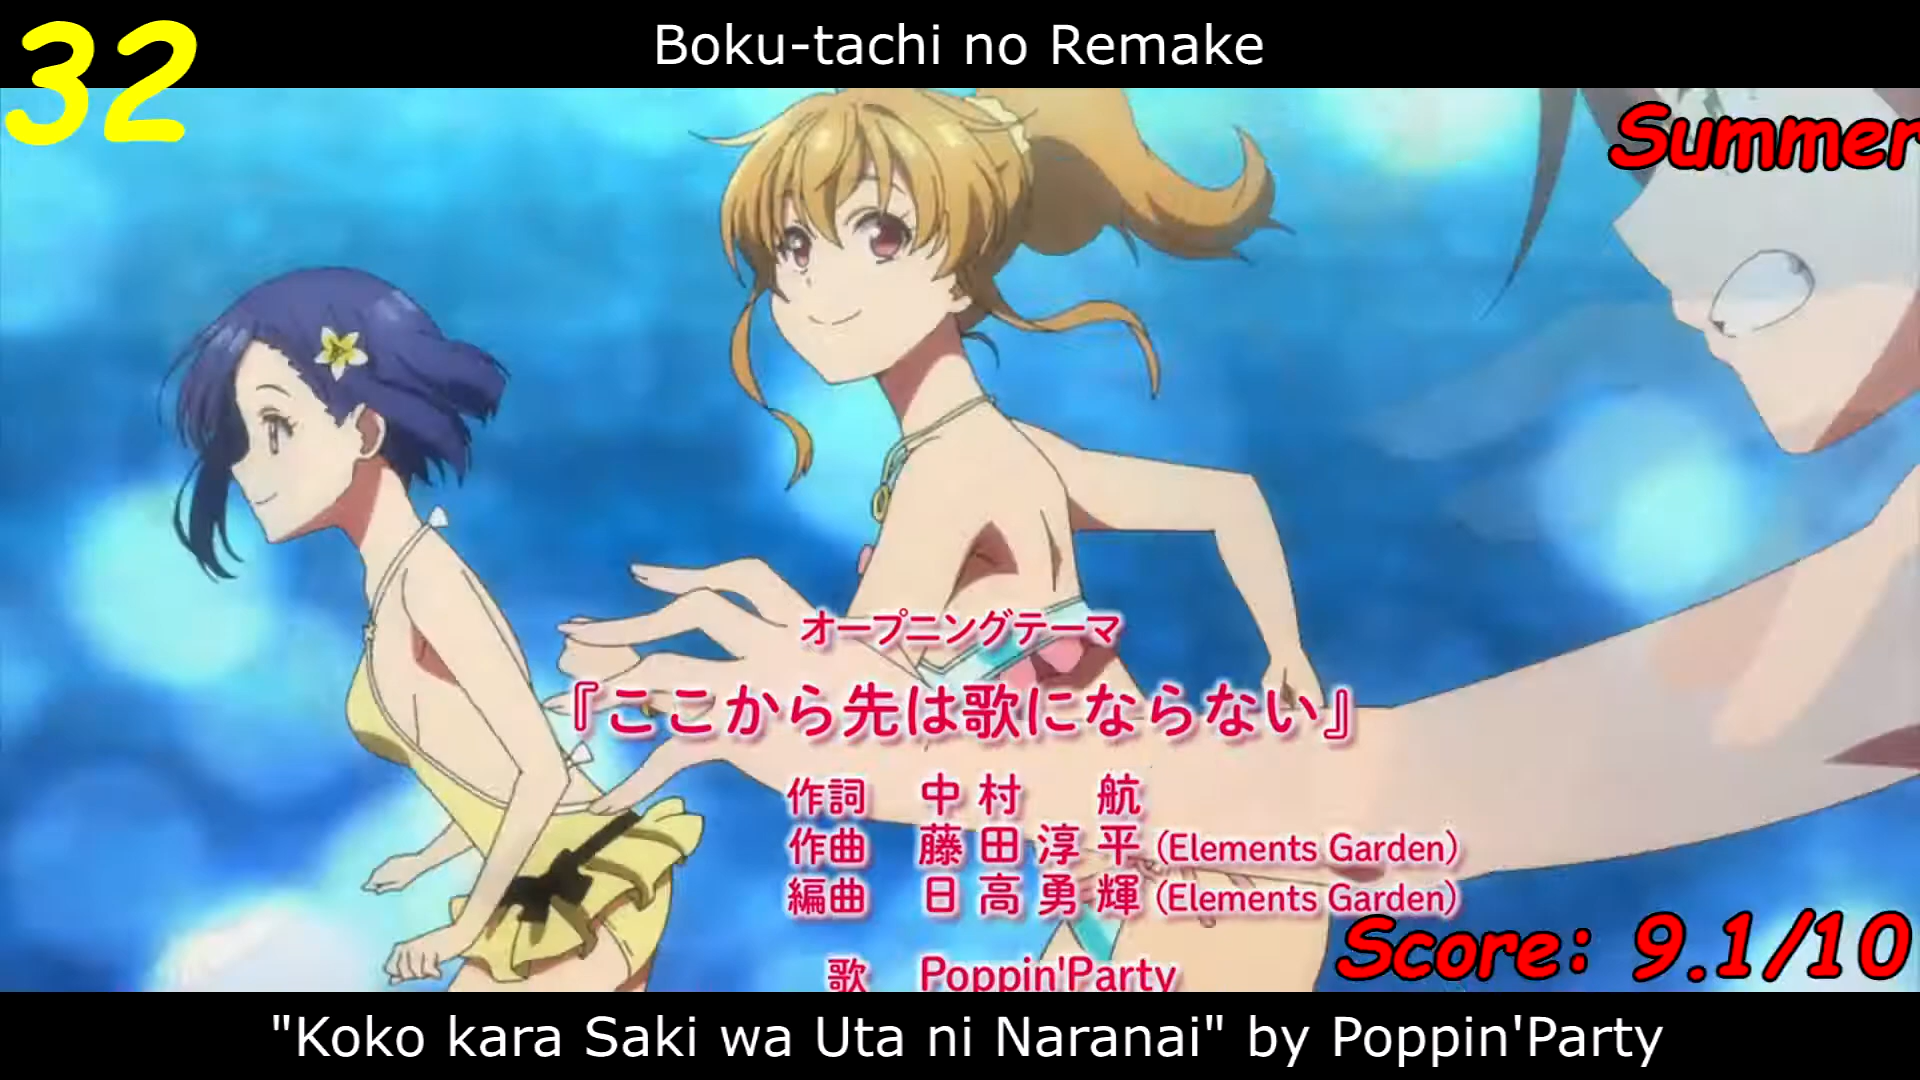 32
Boku-tachi no Remake
Summer
オープニングテーマ
『ここから先は歌にならない』
作詞 中村 航
作曲 藤田淳平 (Elements Garden)
編曲 日高勇輝 (Elements Garden)
歌 Poppin'Party
Score: 9.1/10
"Koko kara Saki wa Uta ni Naranai" by Poppin'Party